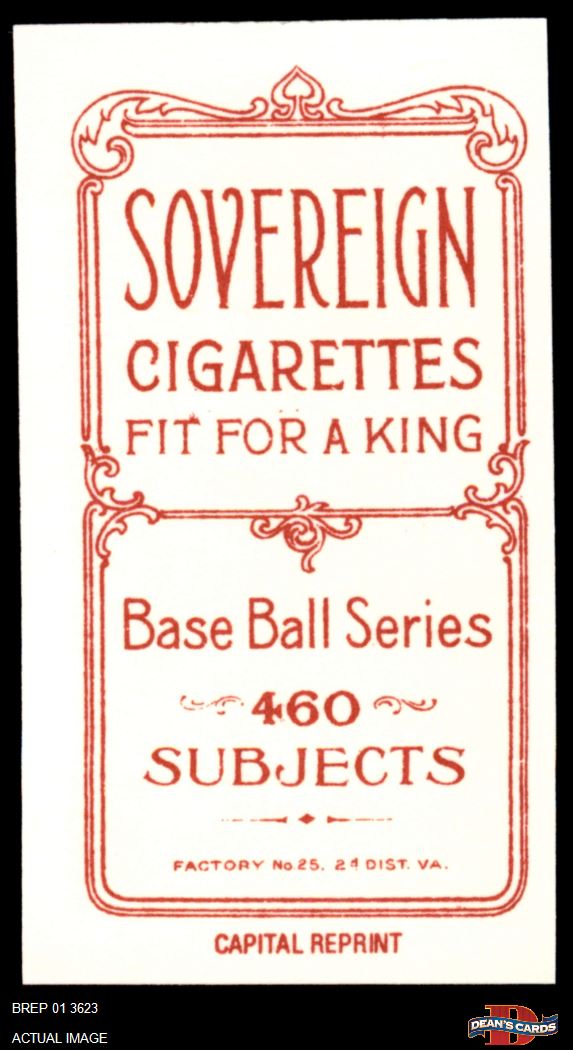 SOVEREIGN
CIGARETTES
FIT FOR A KING
Base Ball Series
460
SUBJECTS
FACTORY No. 25. 2d DIST. VA.
CAPITAL REPRINT
BREP 01 3623
ACTUAL IMAGE
D
DEAN'S CARDS